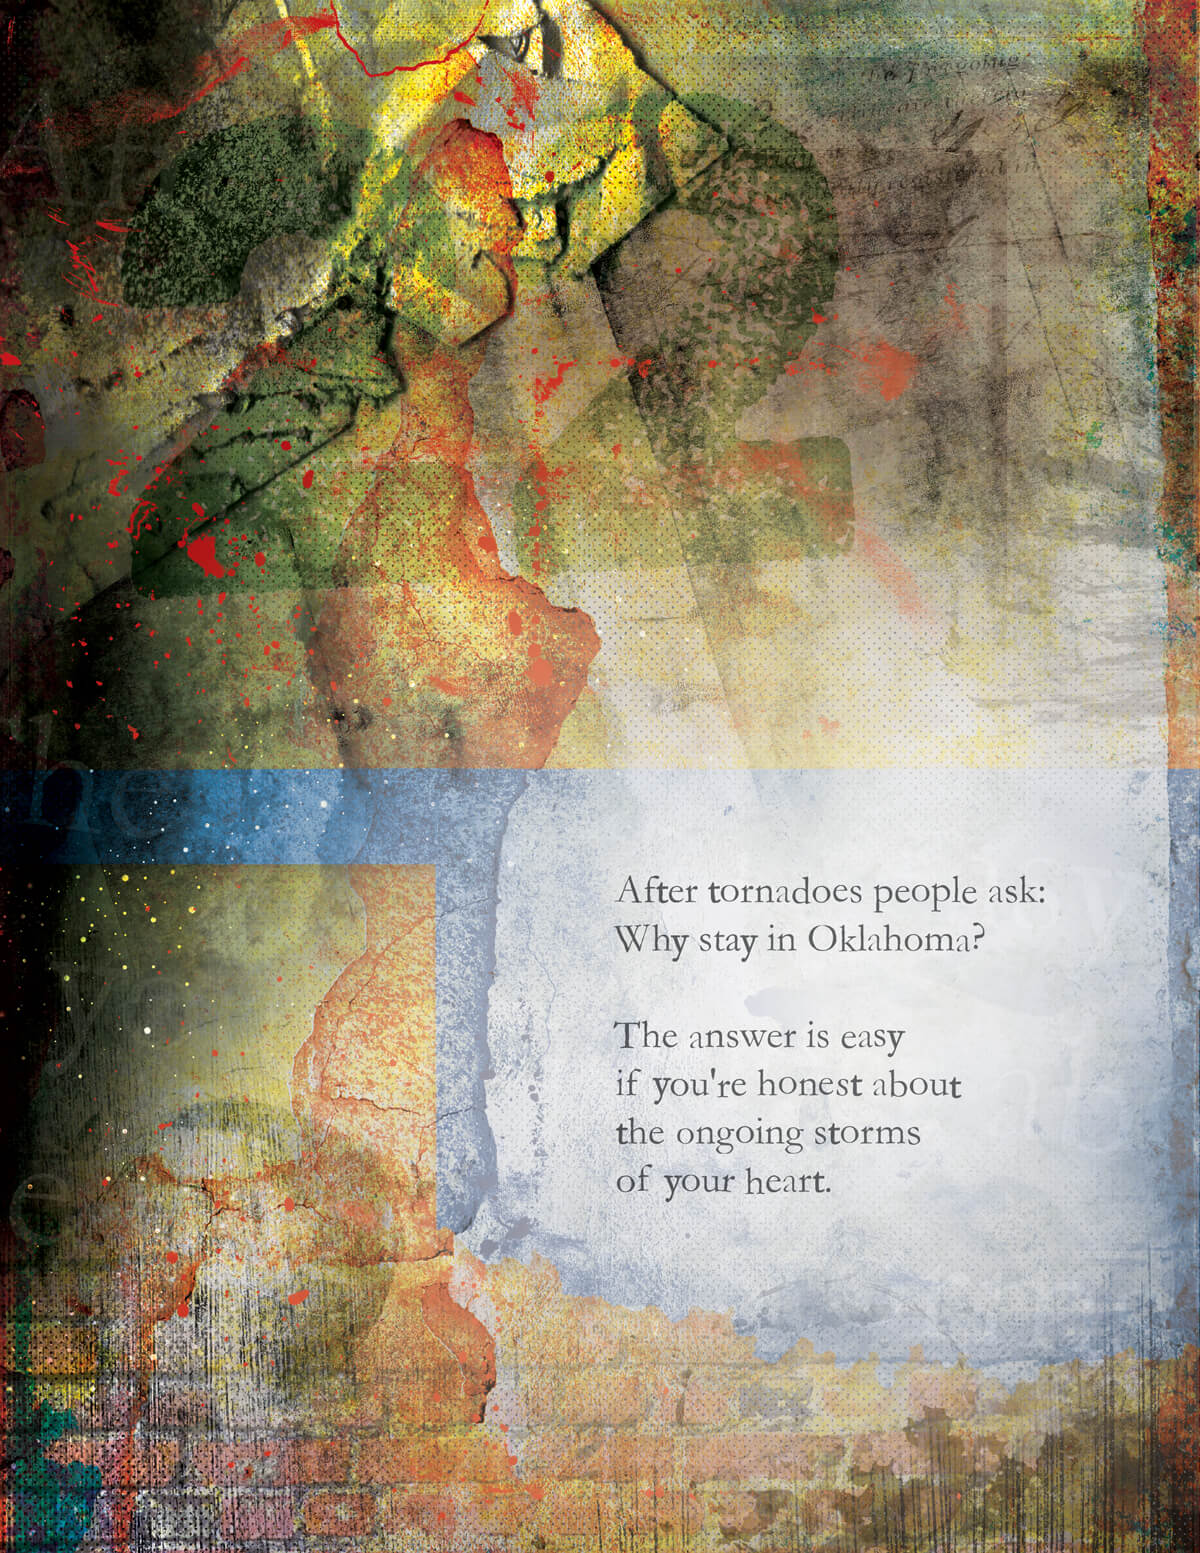 After tornadoes people ask:
Why stay in Oklahoma?
The answer is easy
if you're honest about
the ongoing storms
of your heart.